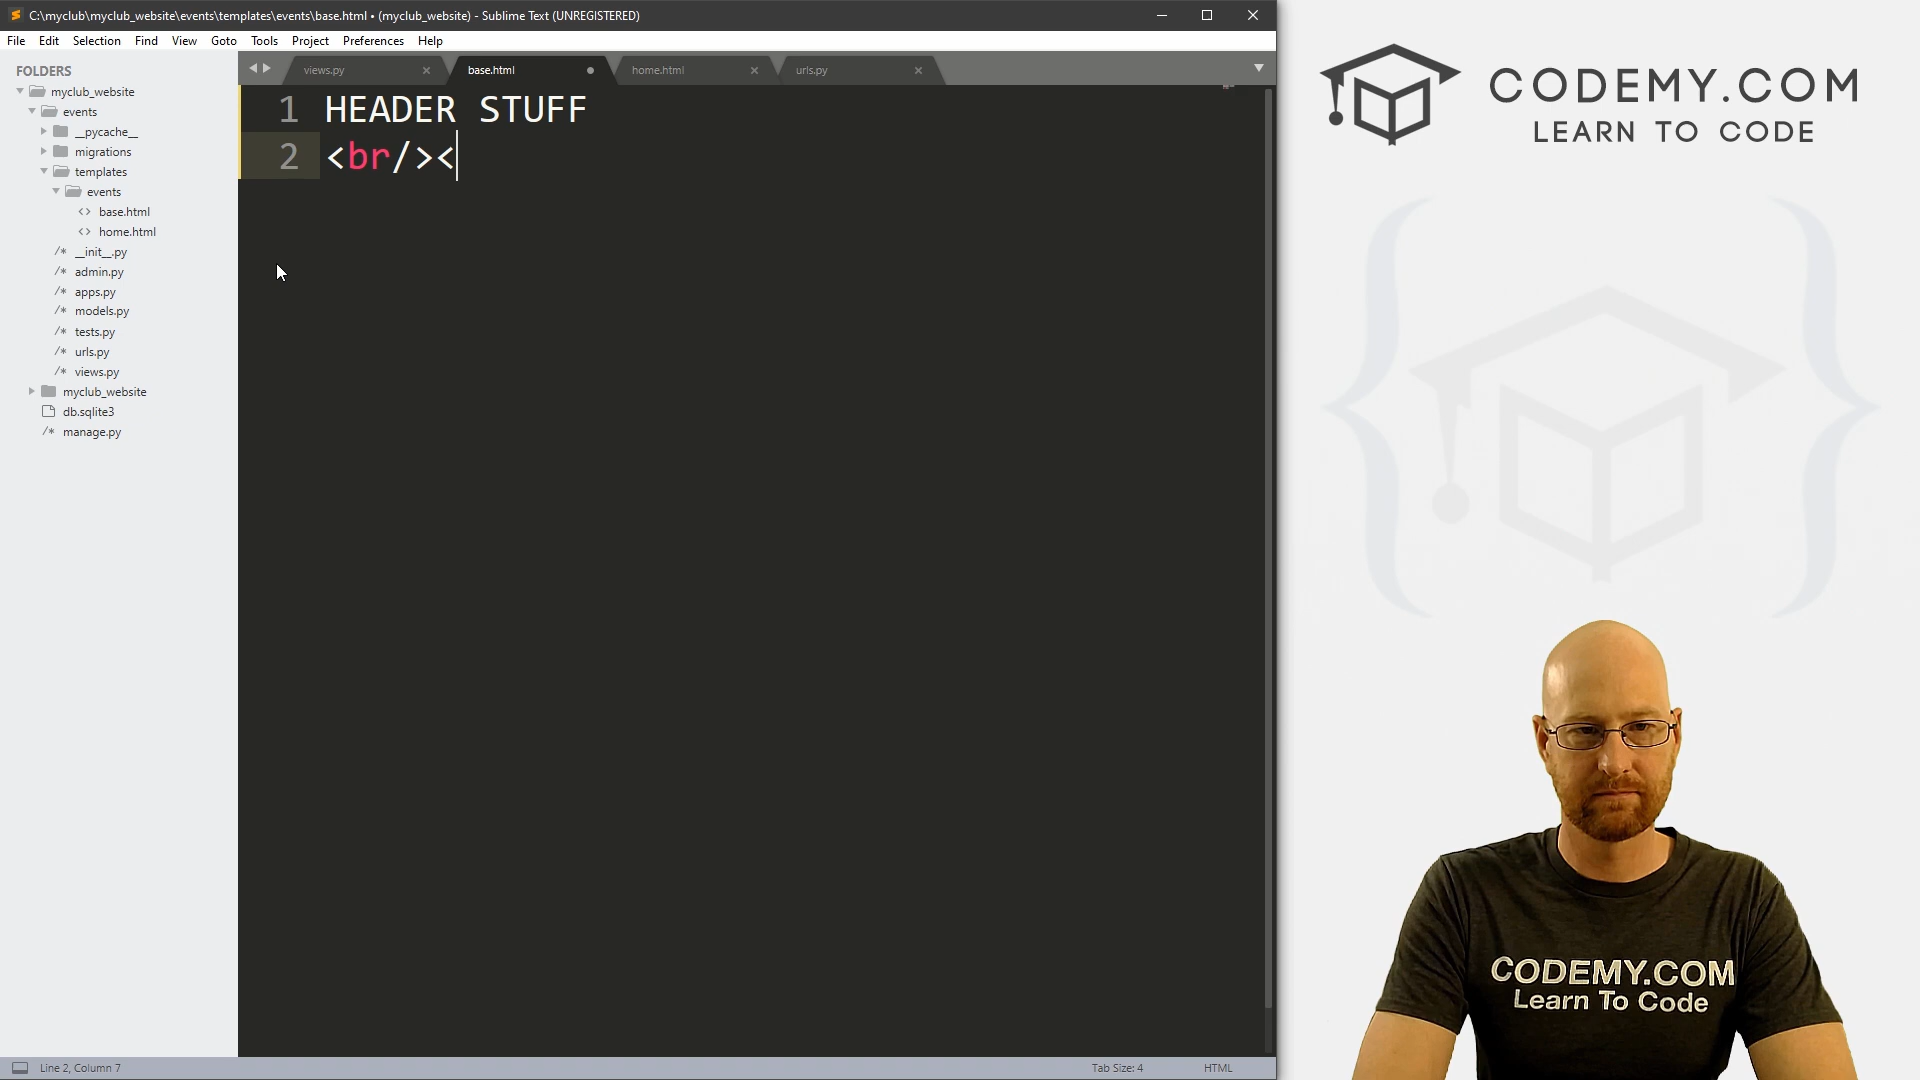 C:\myclub\myclub_website\events\templates\events\base.html • (myclub_website) - Sublime Text (UNREGISTERED)
File Edit Selection Find View Goto Tools Project Preferences Help
FOLDERS
myclub_website
events
__pycache__
migrations
templates
events
base.html
home.html
__init__.py
admin.py
apps.py
models.py
tests.py
urls.py
views.py
myclub_website
db.sqlite3
manage.py
views.py base.html home.html urls.py
1 HEADER STUFF
2 <br/><
Line 2, Column 7 Tab Size: 4 HTML
CODEMY.COM
LEARN TO CODE
CODEMY.COM
Learn To Code